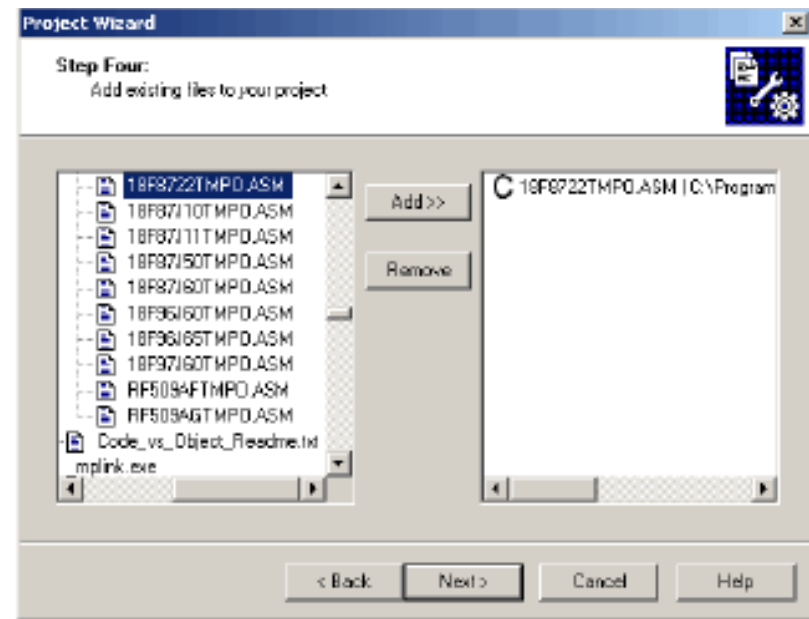 Project Wizard
Step Four:
Add existing files to your project
18F8722TMPO.ASM
18F87J10TMPO.ASM
18F87J11TMPO.ASM
18F87J50TMPO.ASM
18F87J60TMPO.ASM
18F96J60TMPO.ASM
18F96J65TMPO.ASM
18F97J60TMPO.ASM
RF509AFTMPO.ASM
RF509AGTMPO.ASM
Code_vs_Object_Readme.txt
_mplink.exe
Add >>
Remove
C 18F8722TMPO.ASM | C:\Program
< Back
Next >
Cancel
Help